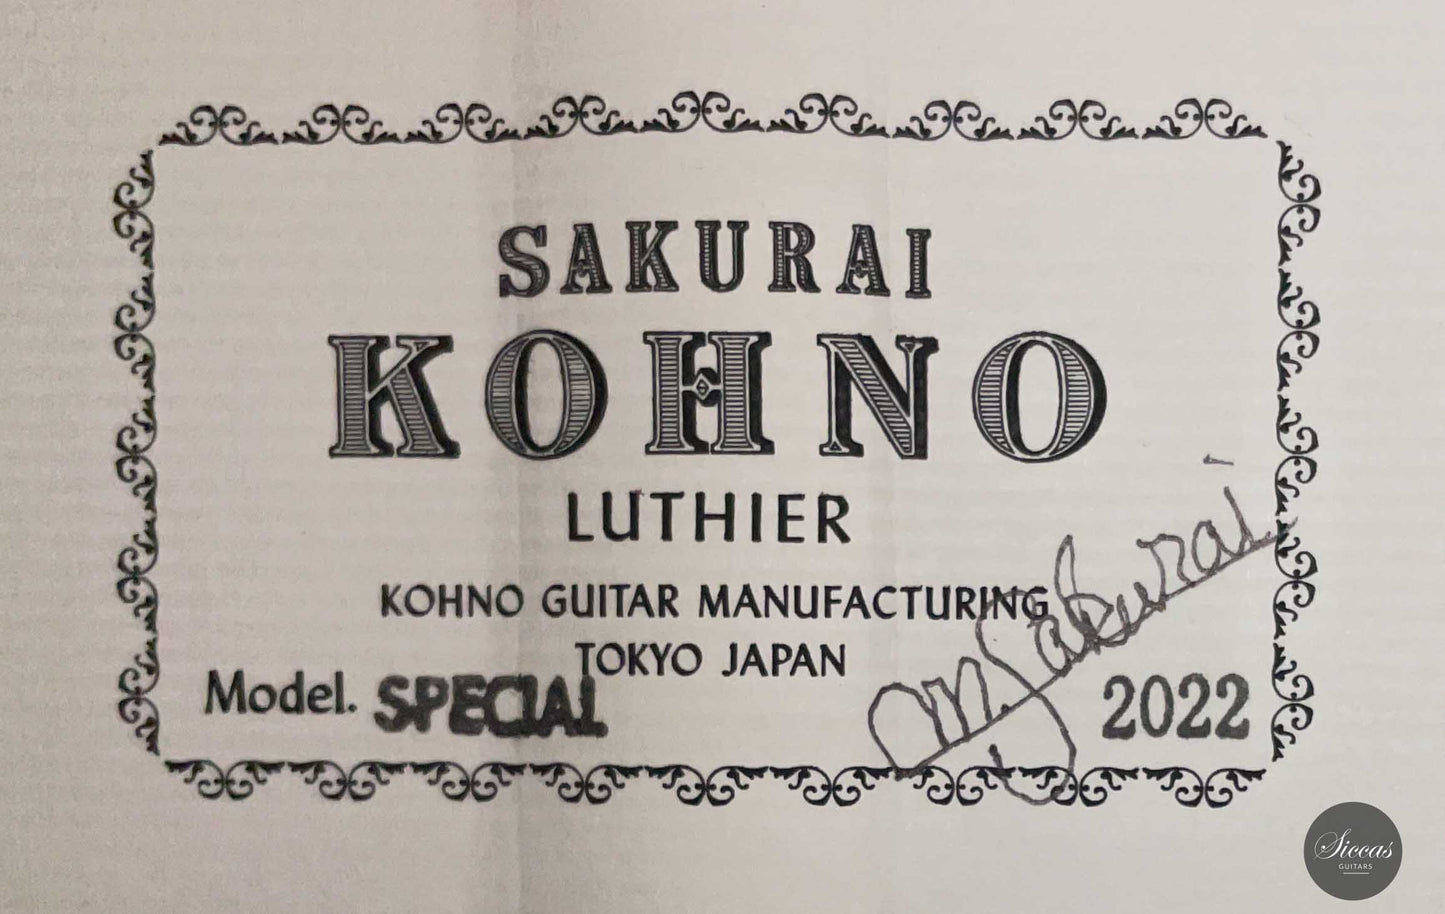 SAKURAI
KOHNO
LUTHIER
KOHNO GUITAR MANUFACTURING
TOKYO JAPAN
Model. SPECIAL
M. Sakurai
2022
Siccas
GUITARS